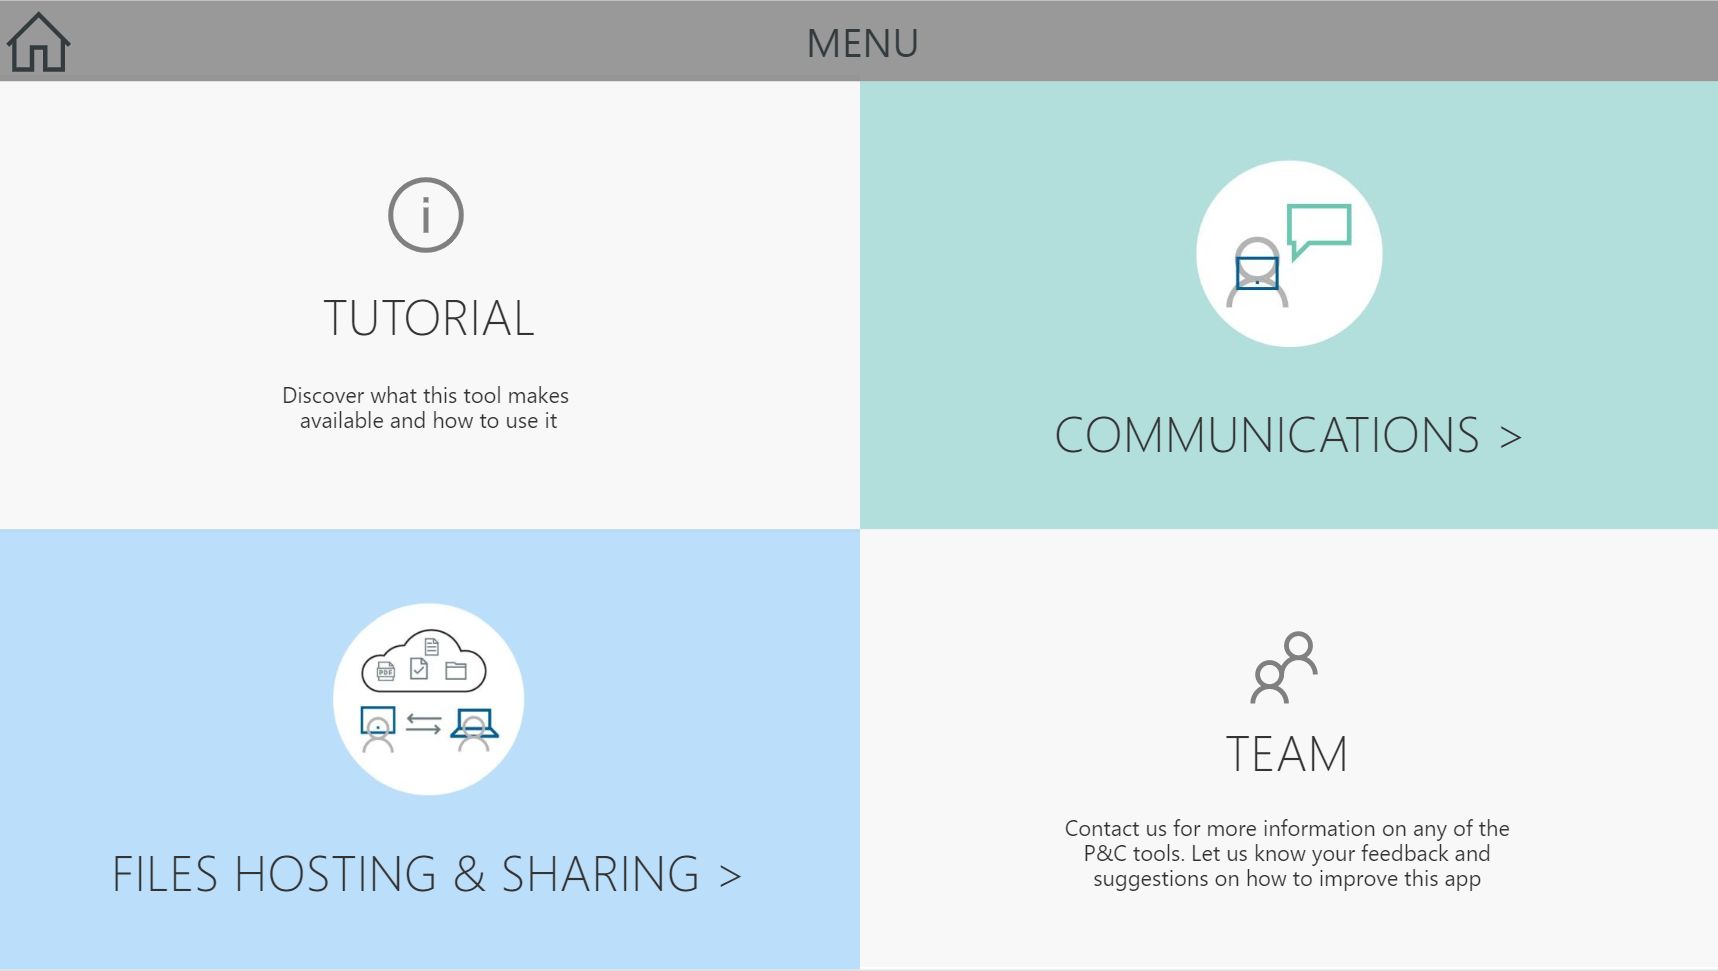 MENU
i
TUTORIAL
Discover what this tool makes
available and how to use it
COMMUNICATIONS >
PDF
FILES HOSTING & SHARING >
TEAM
Contact us for more information on any of the
P&C tools. Let us know your feedback and
suggestions on how to improve this app